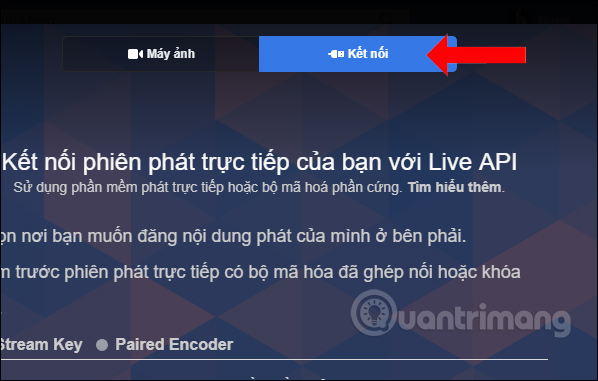 Máy ảnh
Kết nối
Kết nối phiên phát trực tiếp của bạn với Live API
Sử dụng phần mềm phát trực tiếp hoặc bộ mã hoá phần cứng. Tìm hiểu thêm.
nơi bạn muốn đăng nội dung phát của mình ở bên phải.
trước phiên phát trực tiếp có bộ mã hóa đã ghép nối hoặc khóa
Quantrimang
Stream Key Paired Encoder